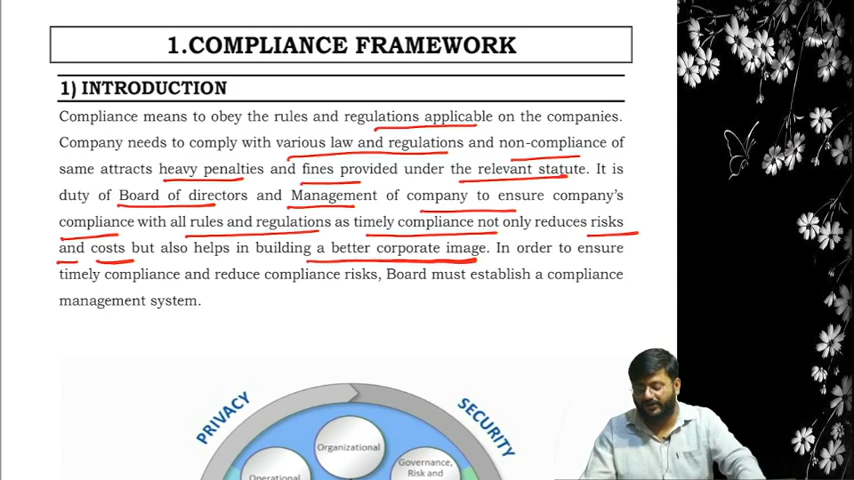 1.COMPLIANCE FRAMEWORK
1) INTRODUCTION
Compliance means to obey the rules and regulations applicable on the companies.
Company needs to comply with various law and regulations and non-compliance of
same attracts heavy penalties and fines provided under the relevant statute. It is
duty of Board of directors and Management of company to ensure company's
compliance with all rules and regulations as timely compliance not only reduces risks
and costs but also helps in building a better corporate image. In order to ensure
timely compliance and reduce compliance risks, Board must establish a compliance
management system.
PRIVACY
SECURITY
Organizational
Operational
Governance,
Risk and